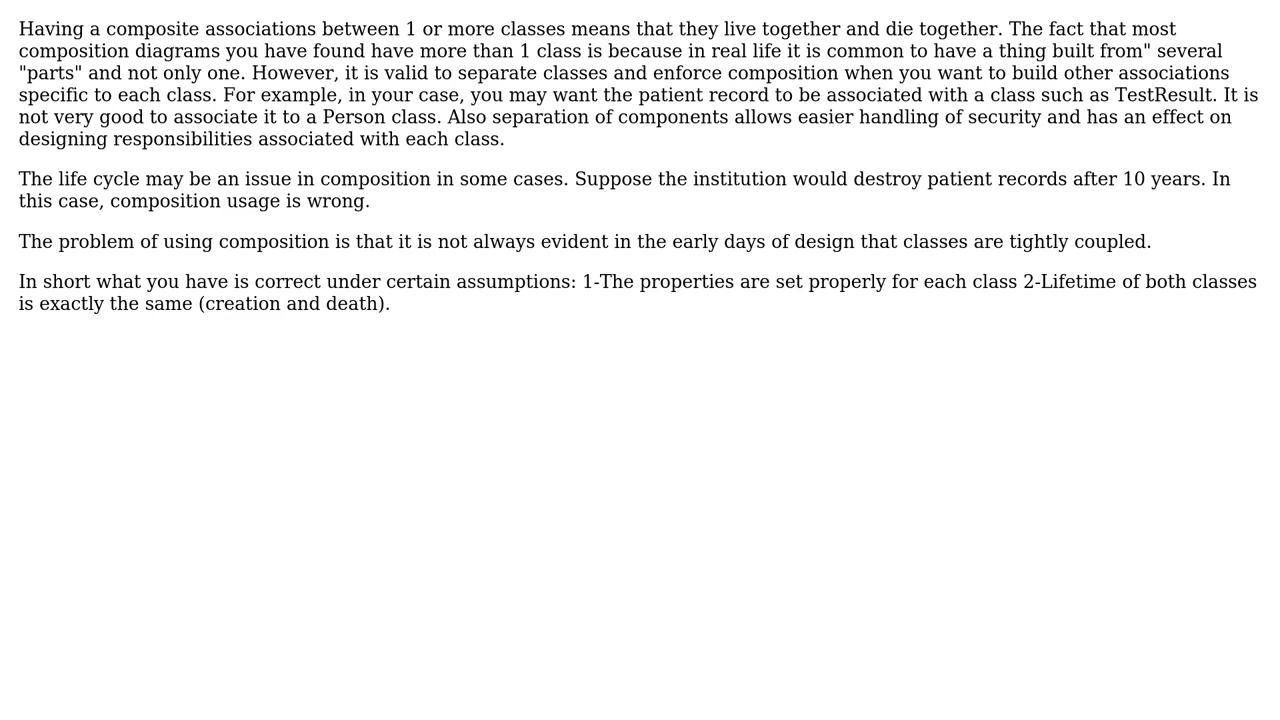 Having a composite associations between 1 or more classes means that they live together and die together. The fact that most
composition diagrams you have found have more than 1 class is because in real life it is common to have a thing built from" several
"parts" and not only one. However, it is valid to separate classes and enforce composition when you want to build other associations
specific to each class. For example, in your case, you may want the patient record to be associated with a class such as TestResult. It is
not very good to associate it to a Person class. Also separation of components allows easier handling of security and has an effect on
designing responsibilities associated with each class.
The life cycle may be an issue in composition in some cases. Suppose the institution would destroy patient records after 10 years. In
this case, composition usage is wrong.
The problem of using composition is that it is not always evident in the early days of design that classes are tightly coupled.
In short what you have is correct under certain assumptions: 1-The properties are set properly for each class 2-Lifetime of both classes
is exactly the same (creation and death).